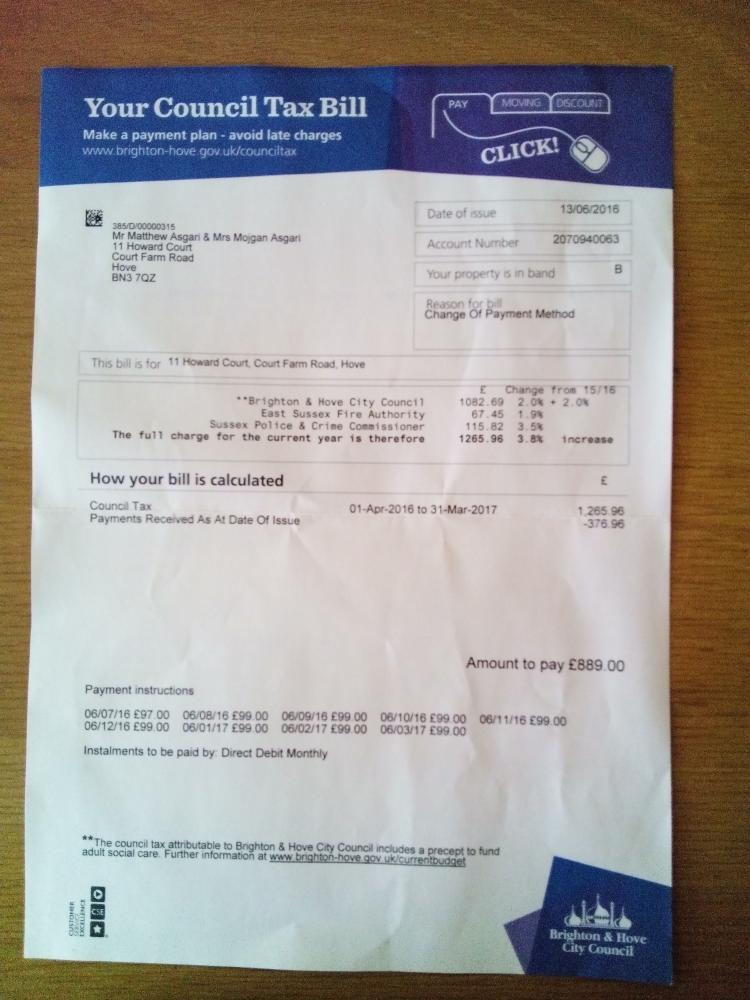 Your Council Tax Bill
Make a payment plan - avoid late charges
www.brighton-hove.gov.uk/counciltax
PAY MOVING DISCOUNT
CLICK!
385/D/00000315
Mr Matthew Asgari & Mrs Mojgan Asgari
11 Howard Court
Court Farm Road
Hove
BN3 7QZ
Date of issue 13/06/2016
Account Number 2070940063
Your property is in band B
Reason for bill
Change Of Payment Method
This bill is for 11 Howard Court, Court Farm Road, Hove
£ Change from 15/16
**Brighton & Hove City Council 1082.69 2.0% + 2.0%
East Sussex Fire Authority 67.45 1.9%
Sussex Police & Crime Commissioner 115.82 3.5%
The full charge for the current year is therefore 1265.96 3.8% increase
How your bill is calculated £
Council Tax 01-Apr-2016 to 31-Mar-2017 1,265.96
Payments Received As At Date Of Issue -376.96
Amount to pay £889.00
Payment instructions
06/07/16 £97.00 06/08/16 £99.00 06/09/16 £99.00 06/10/16 £99.00 06/11/16 £99.00
06/12/16 £99.00 06/01/17 £99.00 06/02/17 £99.00 06/03/17 £99.00
Instalments to be paid by: Direct Debit Monthly
**The council tax attributable to Brighton & Hove City Council includes a precept to fund
adult social care. Further information at www.brighton-hove.gov.uk/currentbudget
CUSTOMER
SERVICE
EXCELLENCE
CSE
Brighton & Hove
City Council